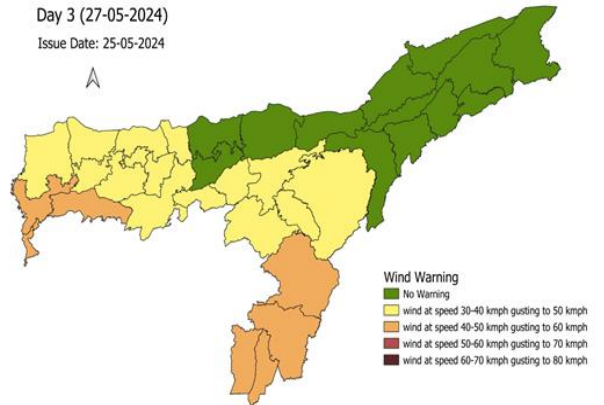 Day 3 (27-05-2024)
Issue Date: 25-05-2024
Wind Warning
No Warning
wind at speed 30-40 kmph gusting to 50 kmph
wind at speed 40-50 kmph gusting to 60 kmph
wind at speed 50-60 kmph gusting to 70 kmph
wind at speed 60-70 kmph gusting to 80 kmph